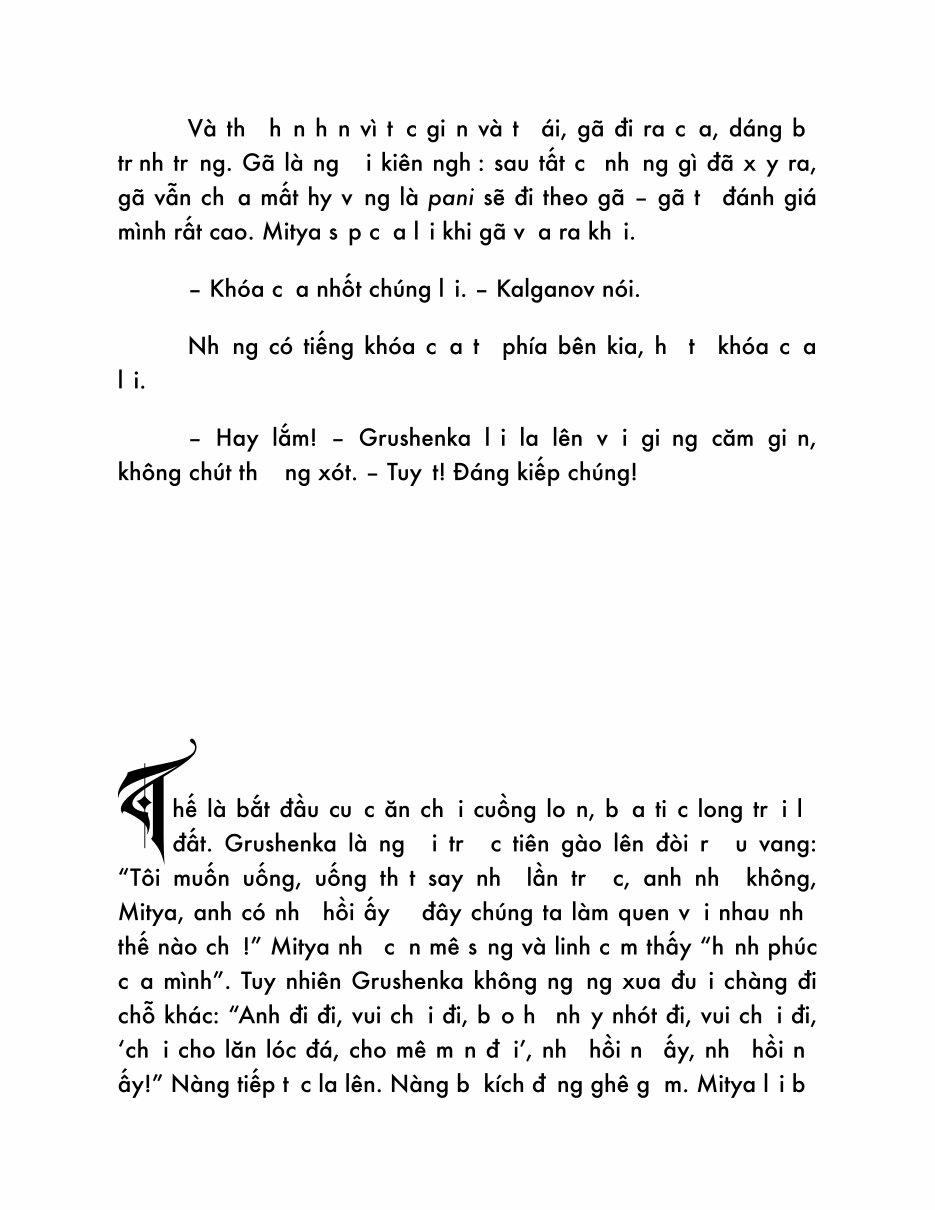 Và th h n h n vì t c gi n và t ái, gã đi ra c a, dáng b
tr nh tr ng. Gã là ng i kiên ngh : sau tất c nh ng gì đã x y ra,
gã vẫn ch a mất hy v ng là pani sẽ đi theo gã – gã t đánh giá
mình rất cao. Mitya s p c a l i khi gã v a ra kh i.
– Khóa c a nhốt chúng l i. – Kalganov nói.
Nh ng có tiếng khóa c a t phía bên kia, h t khóa c a
l i.
– Hay lắm! – Grushenka l i la lên v i gi ng căm gi n,
không chút th ng xót. – Tuy t! Đáng kiếp chúng!
Thế là bắt đầu cu c ăn ch i cuồng lo n, b a ti c long tr i l
đất. Grushenka là ng i tr c tiên gào lên đòi r u vang:
“Tôi muốn uống, uống th t say nh lần tr c, anh nh không,
Mitya, anh có nh hồi ấy đây chúng ta làm quen v i nhau nh
thế nào ch !” Mitya nh c n mê s ng và linh c m thấy “h nh phúc
c a mình”. Tuy nhiên Grushenka không ng ng xua đu i chàng đi
chỗ khác: “Anh đi đi, vui ch i đi, b o h nh y nhót đi, vui ch i đi,
‘ch i cho lăn lóc đá, cho mê m n đ i’, nh hồi n ấy, nh hồi n
ấy!” Nàng tiếp t c la lên. Nàng b kích đ ng ghê g m. Mitya l i b